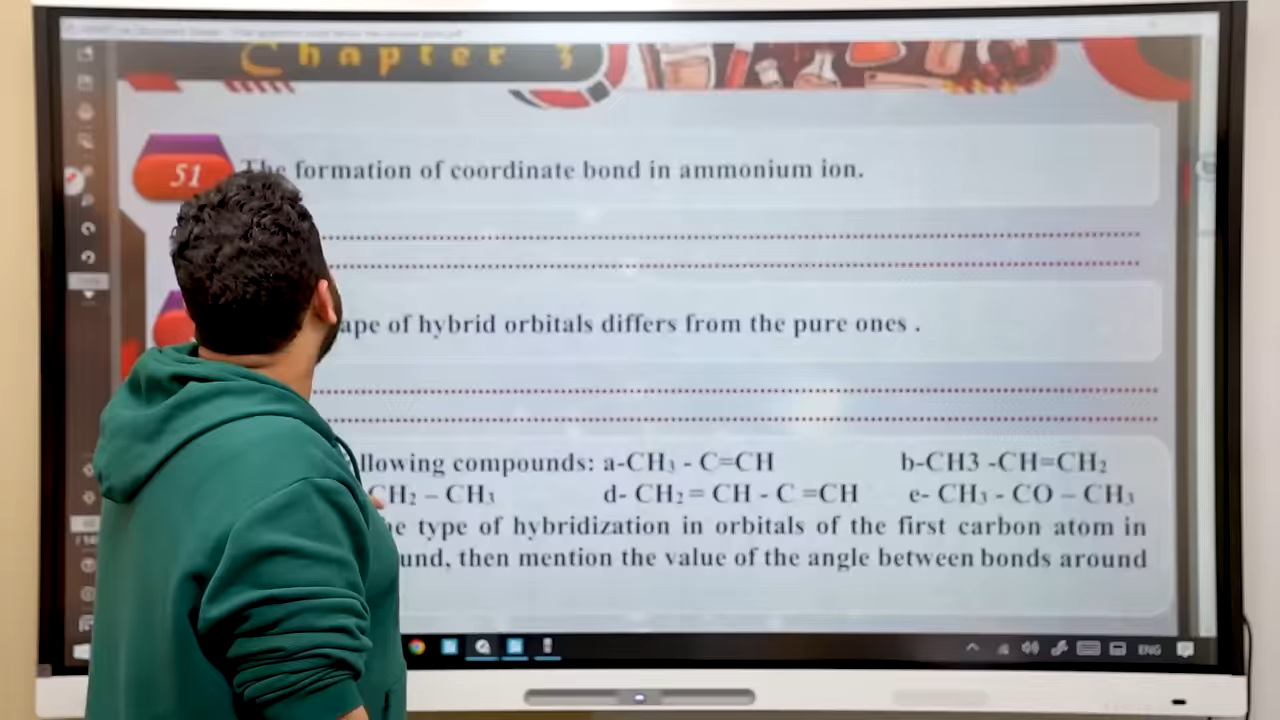 Chapter 3
51 The formation of coordinate bond in ammonium ion.
ape of hybrid orbitals differs from the pure ones .
llowing compounds: a-CH₃ - C=CH b-CH3 -CH=CH₂
CH₂ – CH₃ d- CH₂ = CH - C =CH e- CH₃ - CO – CH₃
e type of hybridization in orbitals of the first carbon atom in
und, then mention the value of the angle between bonds around
ENG